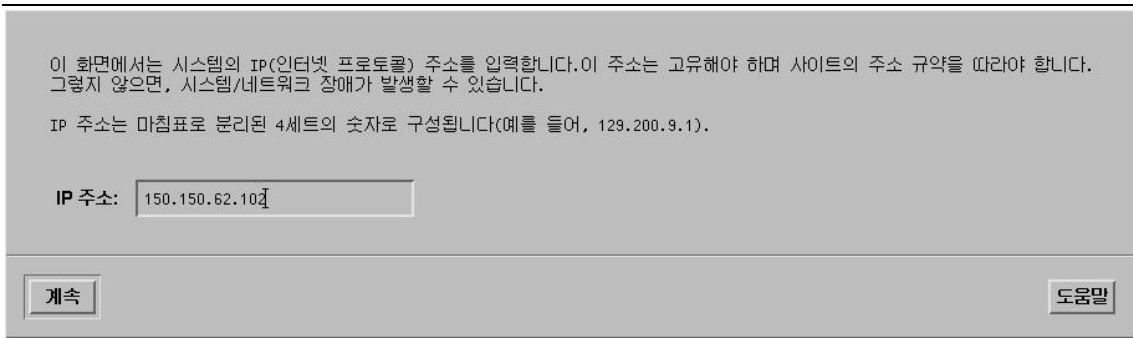 이 화면에서는 시스템의 IP(인터넷 프로토콜) 주소를 입력합니다.이 주소는 고유해야 하며 사이트의 주소 규약을 따라야 합니다.
그렇지 않으면, 시스템/네트워크 장애가 발생할 수 있습니다.
IP 주소는 마침표로 분리된 4세트의 숫자로 구성됩니다(예를 들어, 129.200.9.1).
IP 주소: 150.150.62.102
계속 도움말